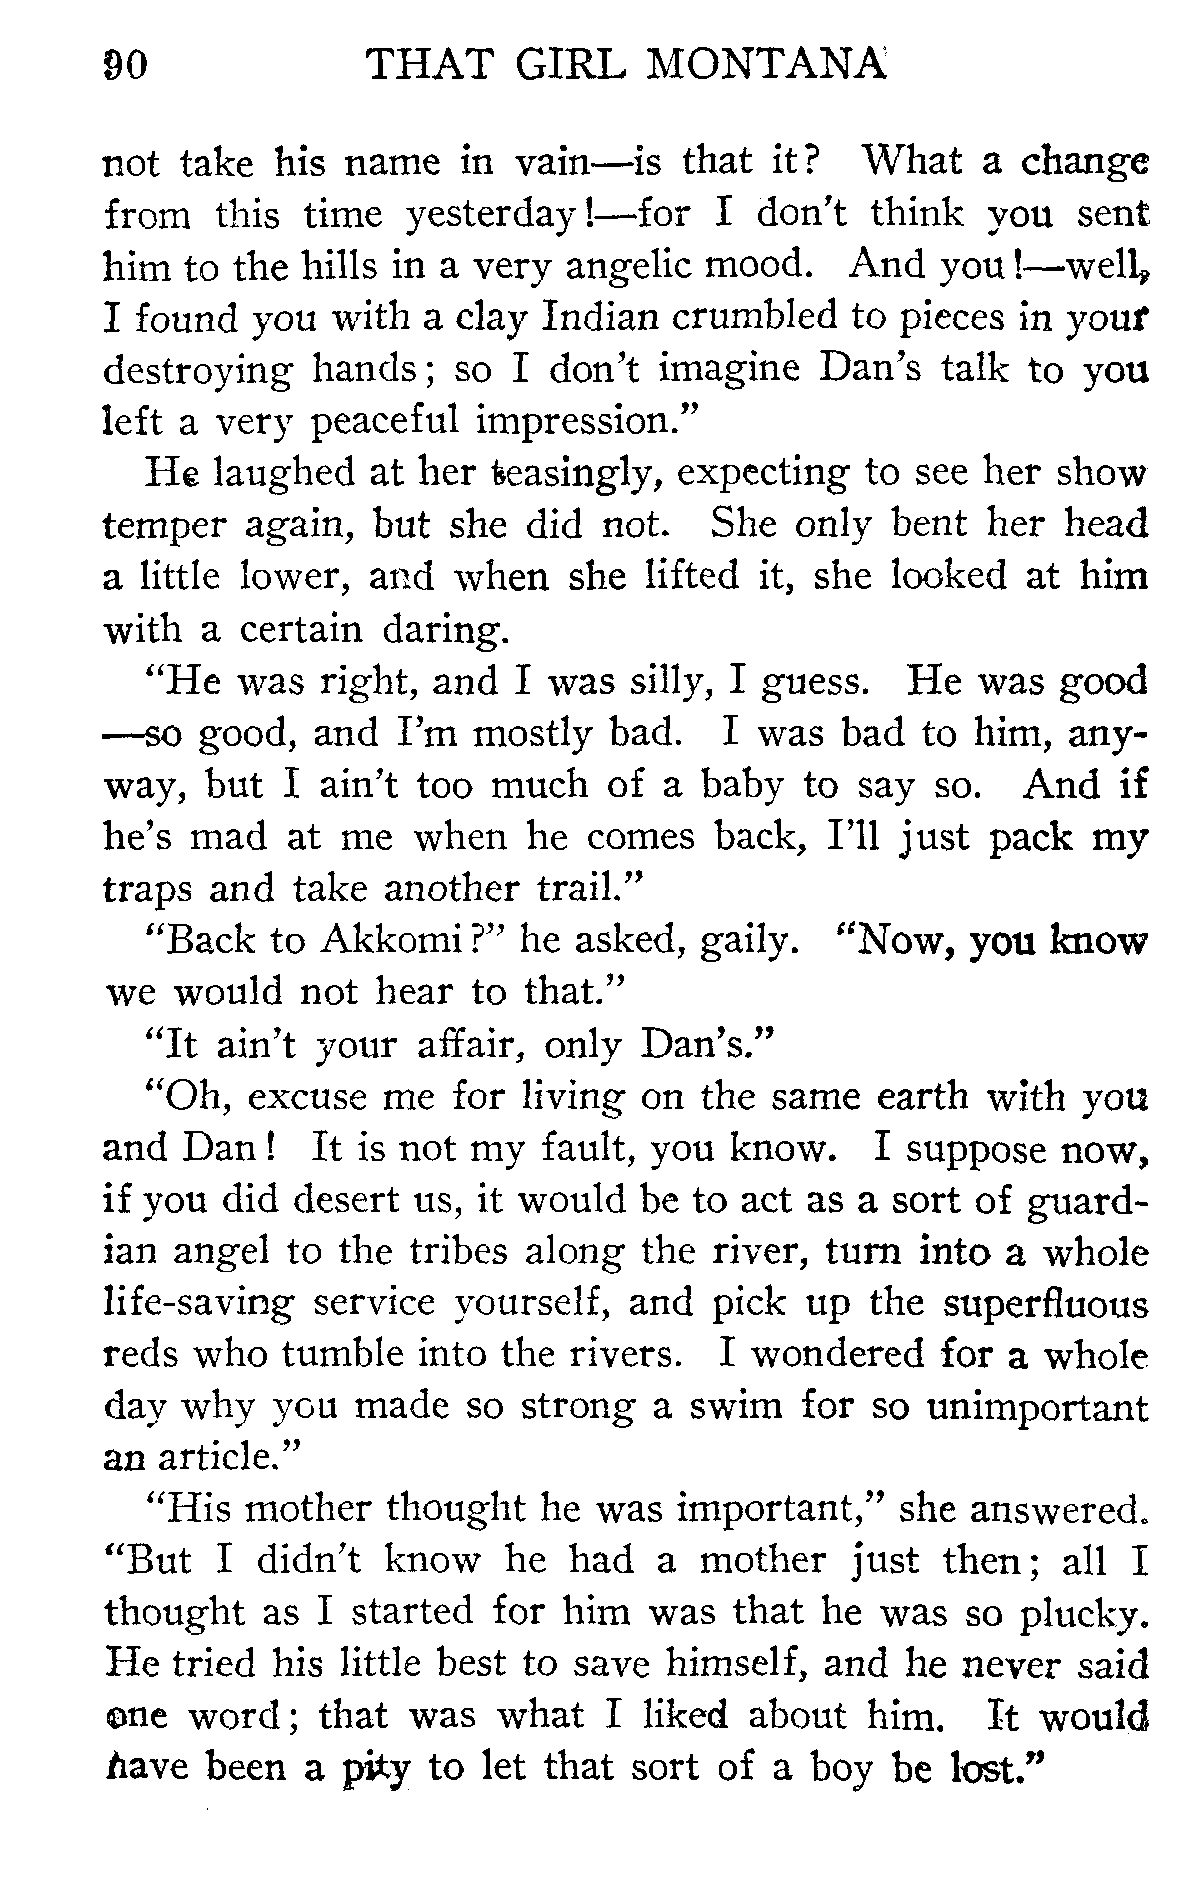 90 THAT GIRL MONTANA
not take his name in vain—is that it? What a change
from this time yesterday!—for I don't think you sent
him to the hills in a very angelic mood. And you!—well,
I found you with a clay Indian crumbled to pieces in your
destroying hands; so I don't imagine Dan's talk to you
left a very peaceful impression."
He laughed at her teasingly, expecting to see her show
temper again, but she did not. She only bent her head
a little lower, and when she lifted it, she looked at him
with a certain daring.
"He was right, and I was silly, I guess. He was good
—so good, and I'm mostly bad. I was bad to him, any-
way, but I ain't too much of a baby to say so. And if
he's mad at me when he comes back, I'll just pack my
traps and take another trail."
"Back to Akkomi?" he asked, gaily. "Now, you know
we would not hear to that."
"It ain't your affair, only Dan's."
"Oh, excuse me for living on the same earth with you
and Dan! It is not my fault, you know. I suppose now,
if you did desert us, it would be to act as a sort of guard-
ian angel to the tribes along the river, turn into a whole
life-saving service yourself, and pick up the superfluous
reds who tumble into the rivers. I wondered for a whole
day why you made so strong a swim for so unimportant
an article."
"His mother thought he was important," she answered.
"But I didn't know he had a mother just then; all I
thought as I started for him was that he was so plucky.
He tried his little best to save himself, and he never said
one word; that was what I liked about him. It would
have been a pity to let that sort of a boy be lost."